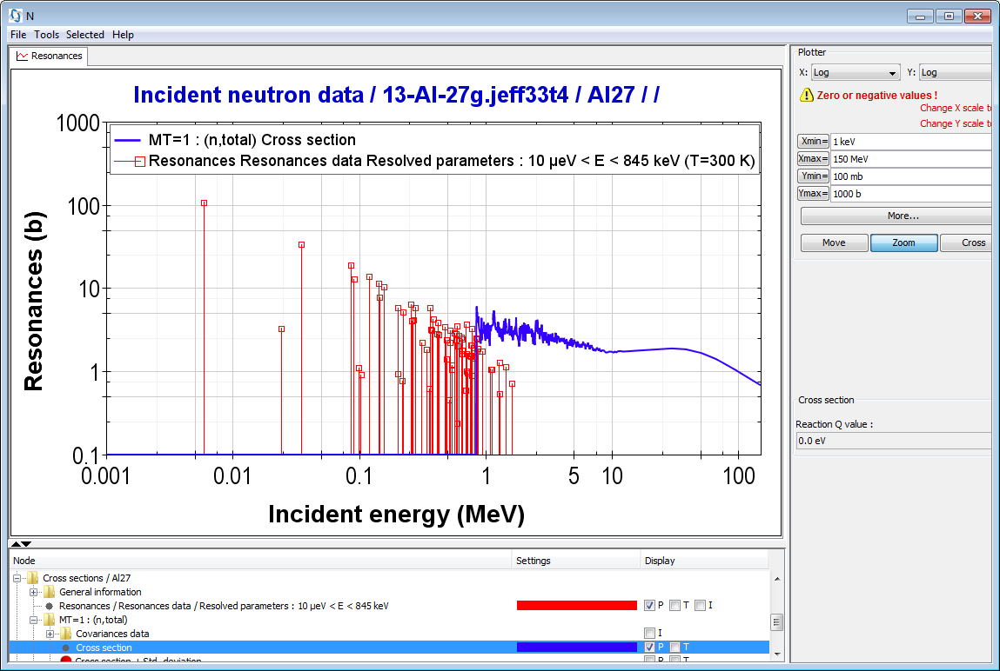 N
File Tools Selected Help
Resonances
Incident neutron data / 13-Al-27g.jeff33t4 / Al27 / /
MT=1 : (n,total) Cross section
Resonances Resonances data Resolved parameters : 10 µeV < E < 845 keV (T=300 K)
Resonances (b)
1000
100
10
1
0.1
0.001 0.01 0.1 1 5 10 100
Incident energy (MeV)
Plotter
X: Log Y: Log
Zero or negative values !
Change X scale to
Change Y scale to
Xmin= 1 keV
Xmax= 150 MeV
Ymin= 100 mb
Ymax= 1000 b
More...
Move Zoom Cross
Cross section
Reaction Q value :
0.0 eV
Node Settings Display
Cross sections / Al27
General information
Resonances / Resonances data / Resolved parameters : 10 µeV < E < 845 keV P T I
MT=1 : (n,total)
Covariances data I
Cross section P T
Cross section + Std. deviation P T